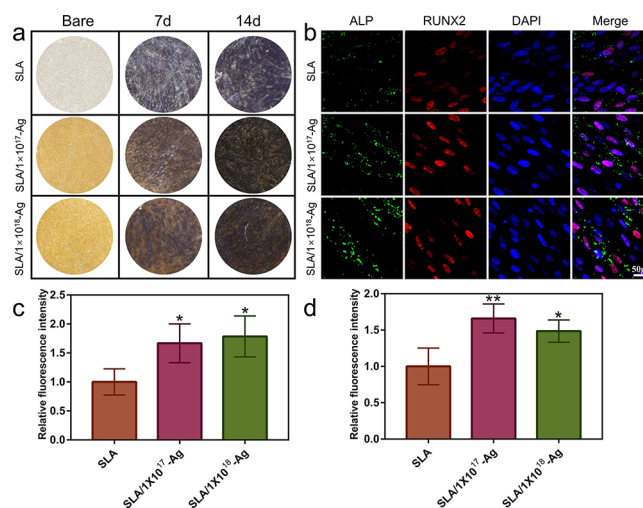 a
Bare 7d 14d
SLA
SLA/1×10¹⁷-Ag
SLA/1×10¹⁸-Ag
b
ALP RUNX2 DAPI Merge
SLA
SLA/1×10¹⁷-Ag
SLA/1×10¹⁸-Ag
c
Relative fluorescence intensity
2.5
2.0
1.5
1.0
0.5
0.0
* *
SLA
SLA/1X10¹⁷-Ag
SLA/1X10¹⁸-Ag
d
Relative fluorescence intensity
2.0
1.5
1.0
0.5
0.0
** *
SLA
SLA/1X10¹⁷-Ag
SLA/1X10¹⁸-Ag